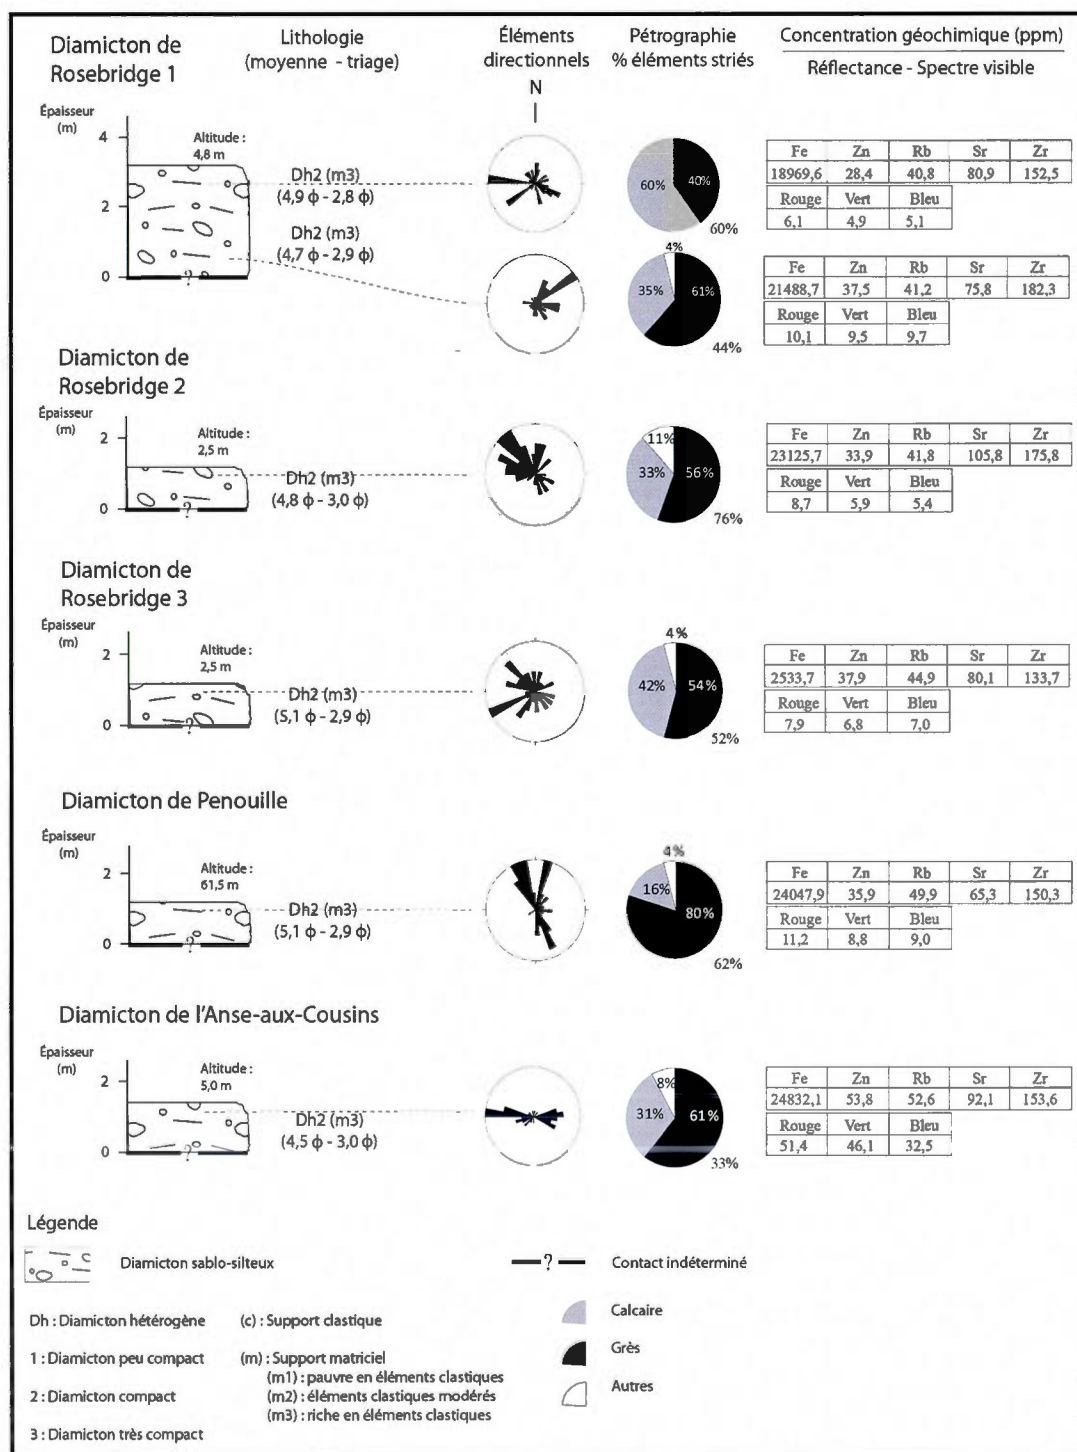 Diamicton de
Rosebridge 1
Lithologie
(moyenne - triage)
Éléments
directionnels
N
Pétrographie
% éléments striés
Concentration géochimique (ppm)
Réflectance - Spectre visible
Épaisseur
(m)
4
2
0
Altitude :
4,8 m
?
Dh2 (m3)
(4,9 ϕ - 2,8 ϕ)
Dh2 (m3)
(4,7 ϕ - 2,9 ϕ)
60% 40%
60%
Fe Zn Rb Sr Zr
18969,6 28,4 40,8 80,9 152,5
Rouge Vert Bleu
6,1 4,9 5,1
4%
35% 61%
44%
Fe Zn Rb Sr Zr
21488,7 37,5 41,2 75,8 182,3
Rouge Vert Bleu
10,1 9,5 9,7
Diamicton de
Rosebridge 2
Épaisseur
(m)
2
0
Altitude :
2,5 m
?
Dh2 (m3)
(4,8 ϕ - 3,0 ϕ)
11%
33% 56%
76%
Fe Zn Rb Sr Zr
23125,7 33,9 41,8 105,8 175,8
Rouge Vert Bleu
8,7 5,9 5,4
Diamicton de
Rosebridge 3
Épaisseur
(m)
2
0
Altitude :
2,5 m
?
Dh2 (m3)
(5,1 ϕ - 2,9 ϕ)
4%
42% 54%
52%
Fe Zn Rb Sr Zr
2533,7 37,9 44,9 80,1 133,7
Rouge Vert Bleu
7,9 6,8 7,0
Diamicton de Penouille
Épaisseur
(m)
2
0
Altitude :
61,5 m
?
Dh2 (m3)
(5,1 ϕ - 2,9 ϕ)
4%
16% 80%
62%
Fe Zn Rb Sr Zr
24047,9 35,9 49,9 65,3 150,3
Rouge Vert Bleu
11,2 8,8 9,0
Diamicton de l'Anse-aux-Cousins
Épaisseur
(m)
2
0
Altitude :
5,0 m
?
Dh2 (m3)
(4,5 ϕ - 3,0 ϕ)
8%
31% 61%
33%
Fe Zn Rb Sr Zr
24832,1 53,8 52,6 92,1 153,6
Rouge Vert Bleu
51,4 46,1 32,5
Légende
Diamicton sablo-silteux
? Contact indéterminé
Dh : Diamicton hétérogène
1 : Diamicton peu compact
2 : Diamicton compact
3 : Diamicton très compact
(c) : Support clastique
(m) : Support matriciel
(m1) : pauvre en éléments clastiques
(m2) : éléments clastiques modérés
(m3) : riche en éléments clastiques
Calcaire
Grès
Autres